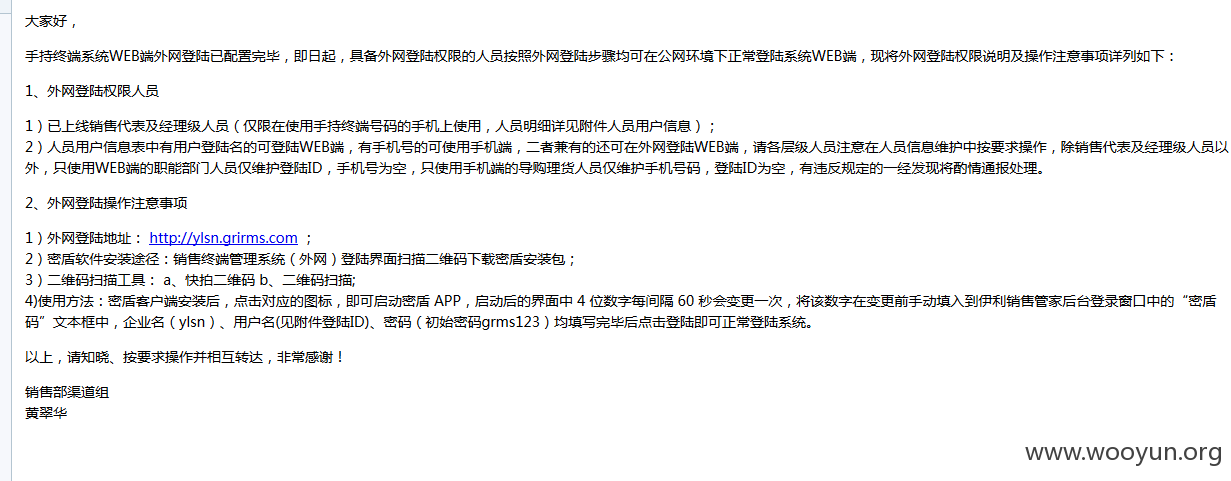 大家好，
手持终端系统WEB端外网登陆已配置完毕，即日起，具备外网登陆权限的人员按照外网登陆步骤均可在公网环境下正常登陆系统WEB端，现将外网登陆权限说明及操作注意事项详列如下：
1、外网登陆权限人员
1）已上线销售代表及经理级人员（仅限在使用手持终端号码的手机上使用，人员明细详见附件人员用户信息）；
2）人员用户信息表中有用户登陆名的可登陆WEB端，有手机号的可使用手机端，二者兼有的还可在外网登陆WEB端，请各层级人员注意在人员信息维护中按要求操作，除销售代表及经理级人员以
外，只使用WEB端的职能部门人员仅维护登陆ID，手机号为空，只使用手机端的导购理货人员仅维护手机号码，登陆ID为空，有违反规定的一经发现将酌情通报处理。
2、外网登陆操作注意事项
1）外网登陆地址： http://ylsn.grirms.com ；
2）密盾软件安装途径：销售终端管理系统（外网）登陆界面扫描二维码下载密盾安装包；
3）二维码扫描工具： a、快拍二维码 b、二维码扫描;
4)使用方法：密盾客户端安装后，点击对应的图标，即可启动密盾 APP，启动后的界面中 4 位数字每间隔 60 秒会变更一次，将该数字在变更前手动填入到伊利销售管家后台登录窗口中的“密盾
码”文本框中，企业名（ylsn）、用户名(见附件登陆ID)、密码（初始密码grms123）均填写完毕后点击登陆即可正常登陆系统。
以上，请知晓、按要求操作并相互转达，非常感谢！
销售部渠道组
黄翠华
www.wooyun.org